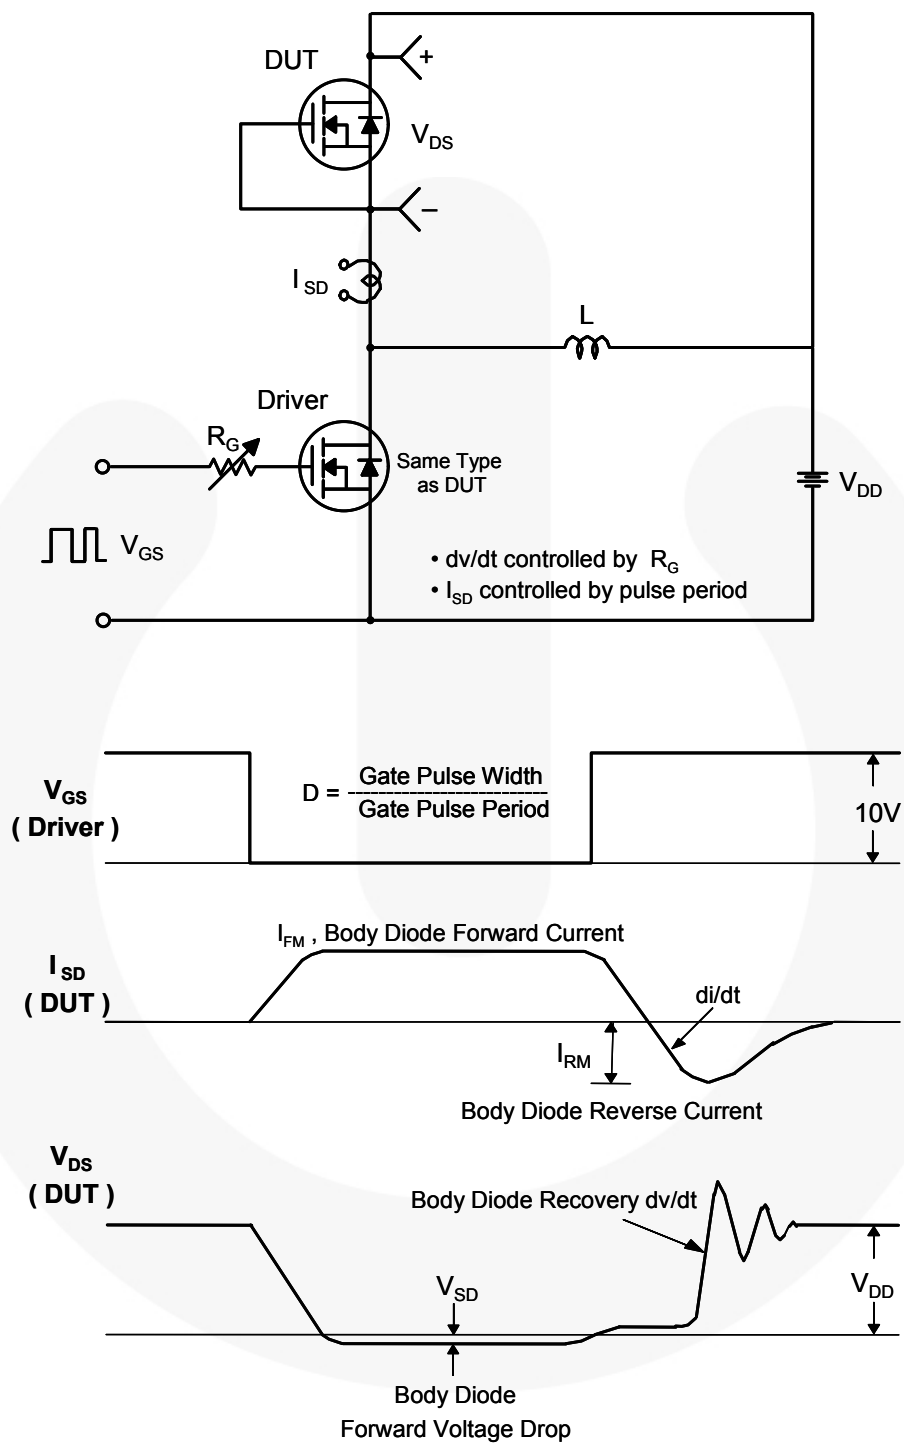 DUT
+
V_DS
–
I_SD
L
Driver
R_G
Same Type
as DUT
V_DD
V_GS
• dv/dt controlled by R_G
• I_SD controlled by pulse period
V_GS
( Driver )
D = Gate Pulse Width
Gate Pulse Period
10V
I_FM , Body Diode Forward Current
I_SD
( DUT )
di/dt
I_RM
Body Diode Reverse Current
V_DS
( DUT )
Body Diode Recovery dv/dt
V_SD
V_DD
Body Diode
Forward Voltage Drop